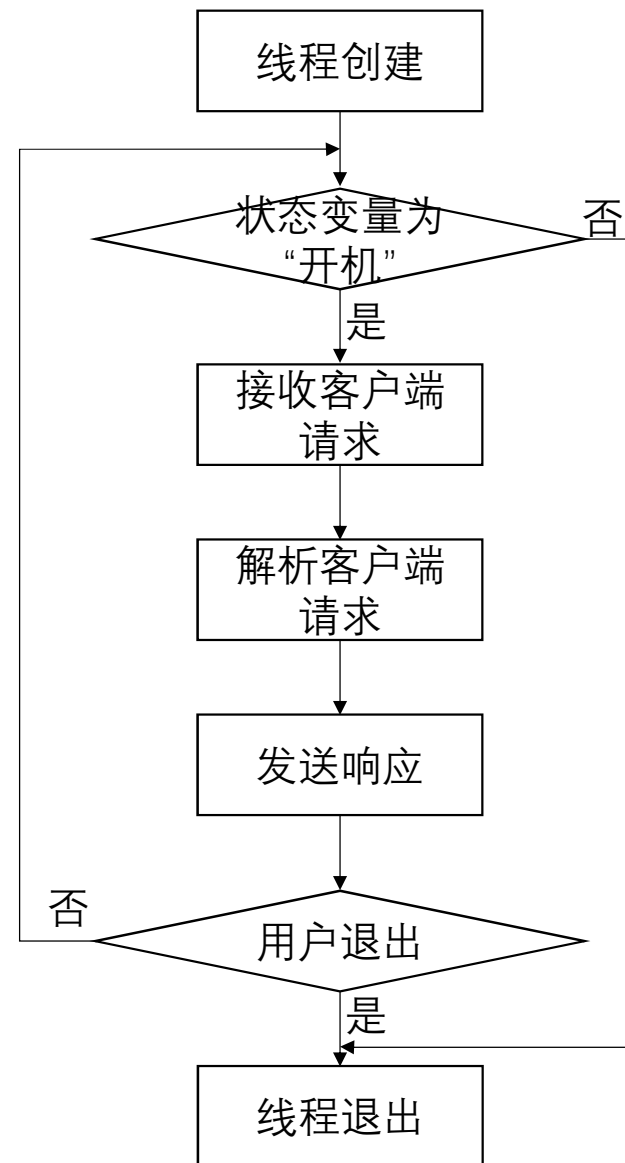 线程创建
状态变量为
“开机”
否
是
接收客户端
请求
解析客户端
请求
发送响应
否
用户退出
是
线程退出